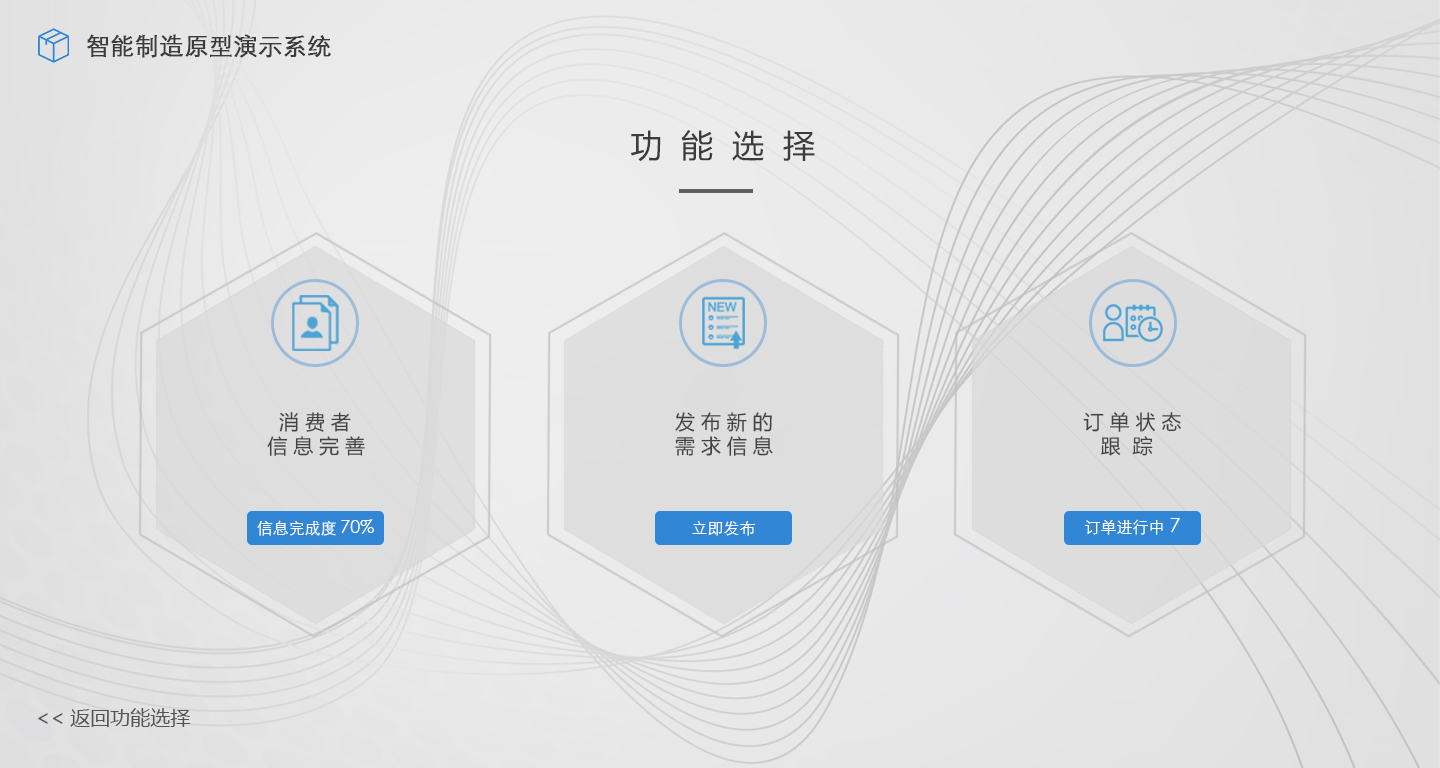 智能制造原型演示系统
功能选择
消费者
信息完善
信息完成度 70%
NEW
发布新的
需求信息
立即发布
订单状态
跟踪
订单进行中 7
<< 返回功能选择